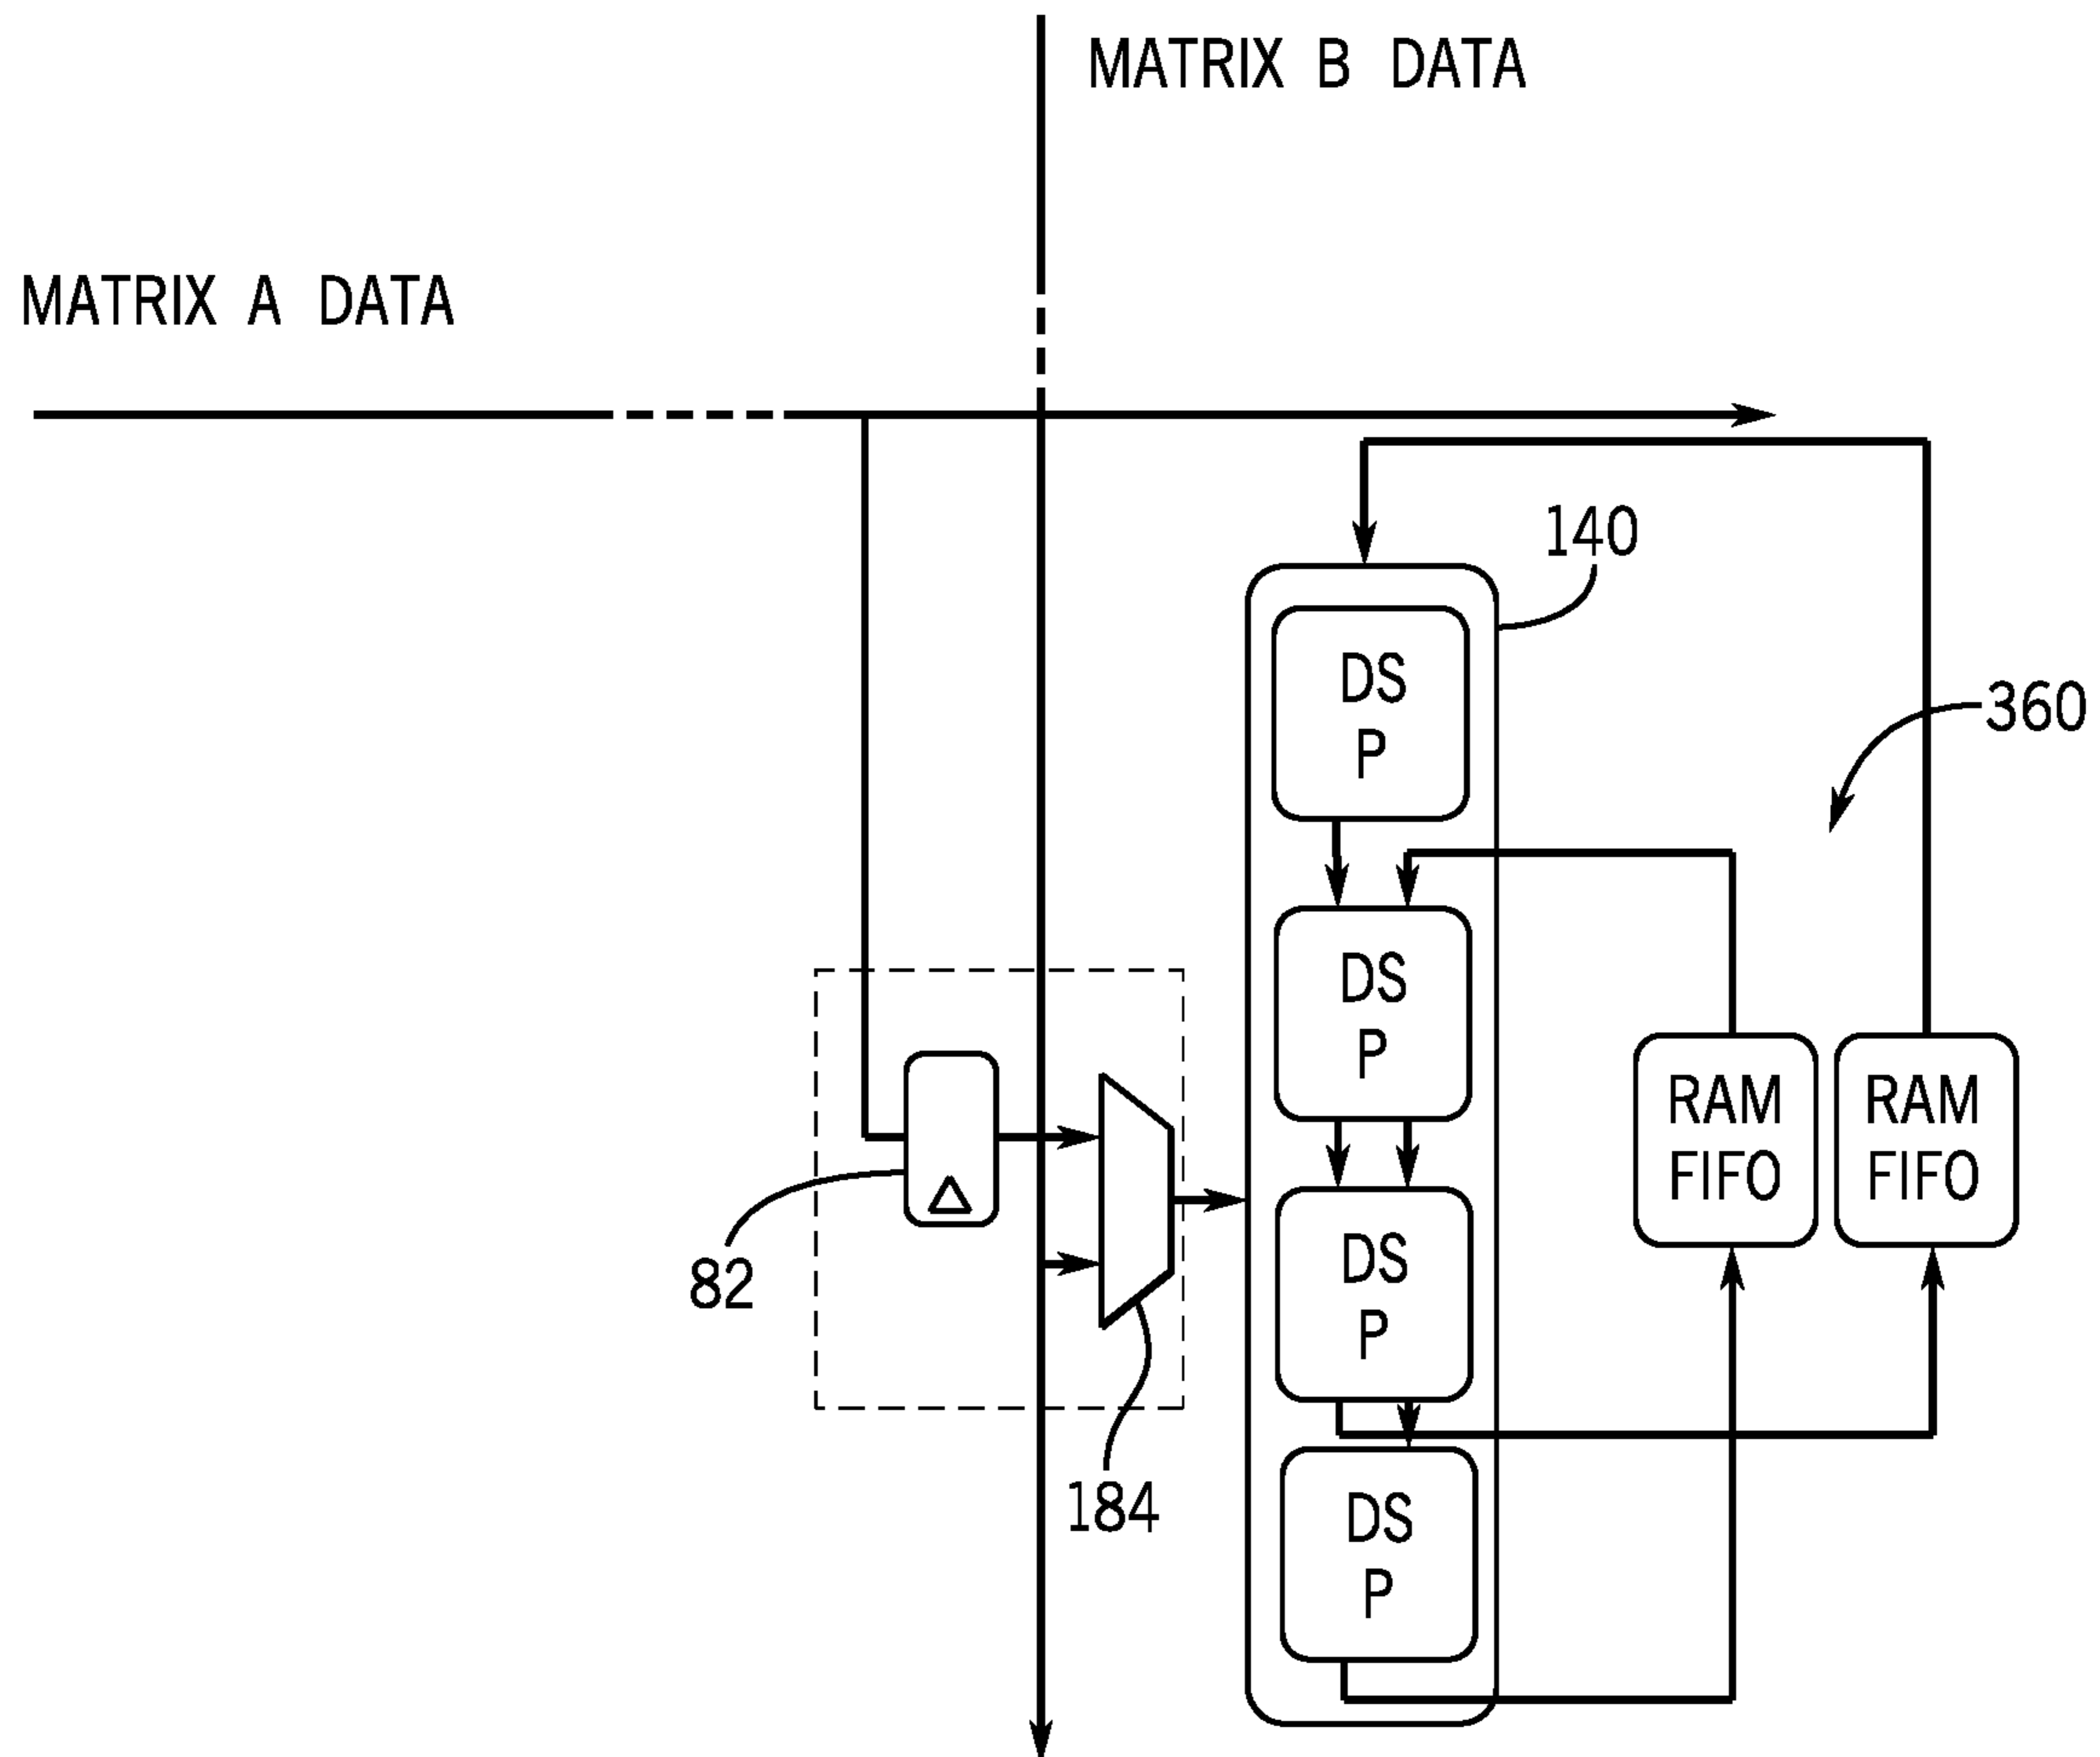 MATRIX B DATA
MATRIX A DATA
140
DS
P
360
DS
P
RAM
FIFO
RAM
FIFO
82
DS
P
184
DS
P